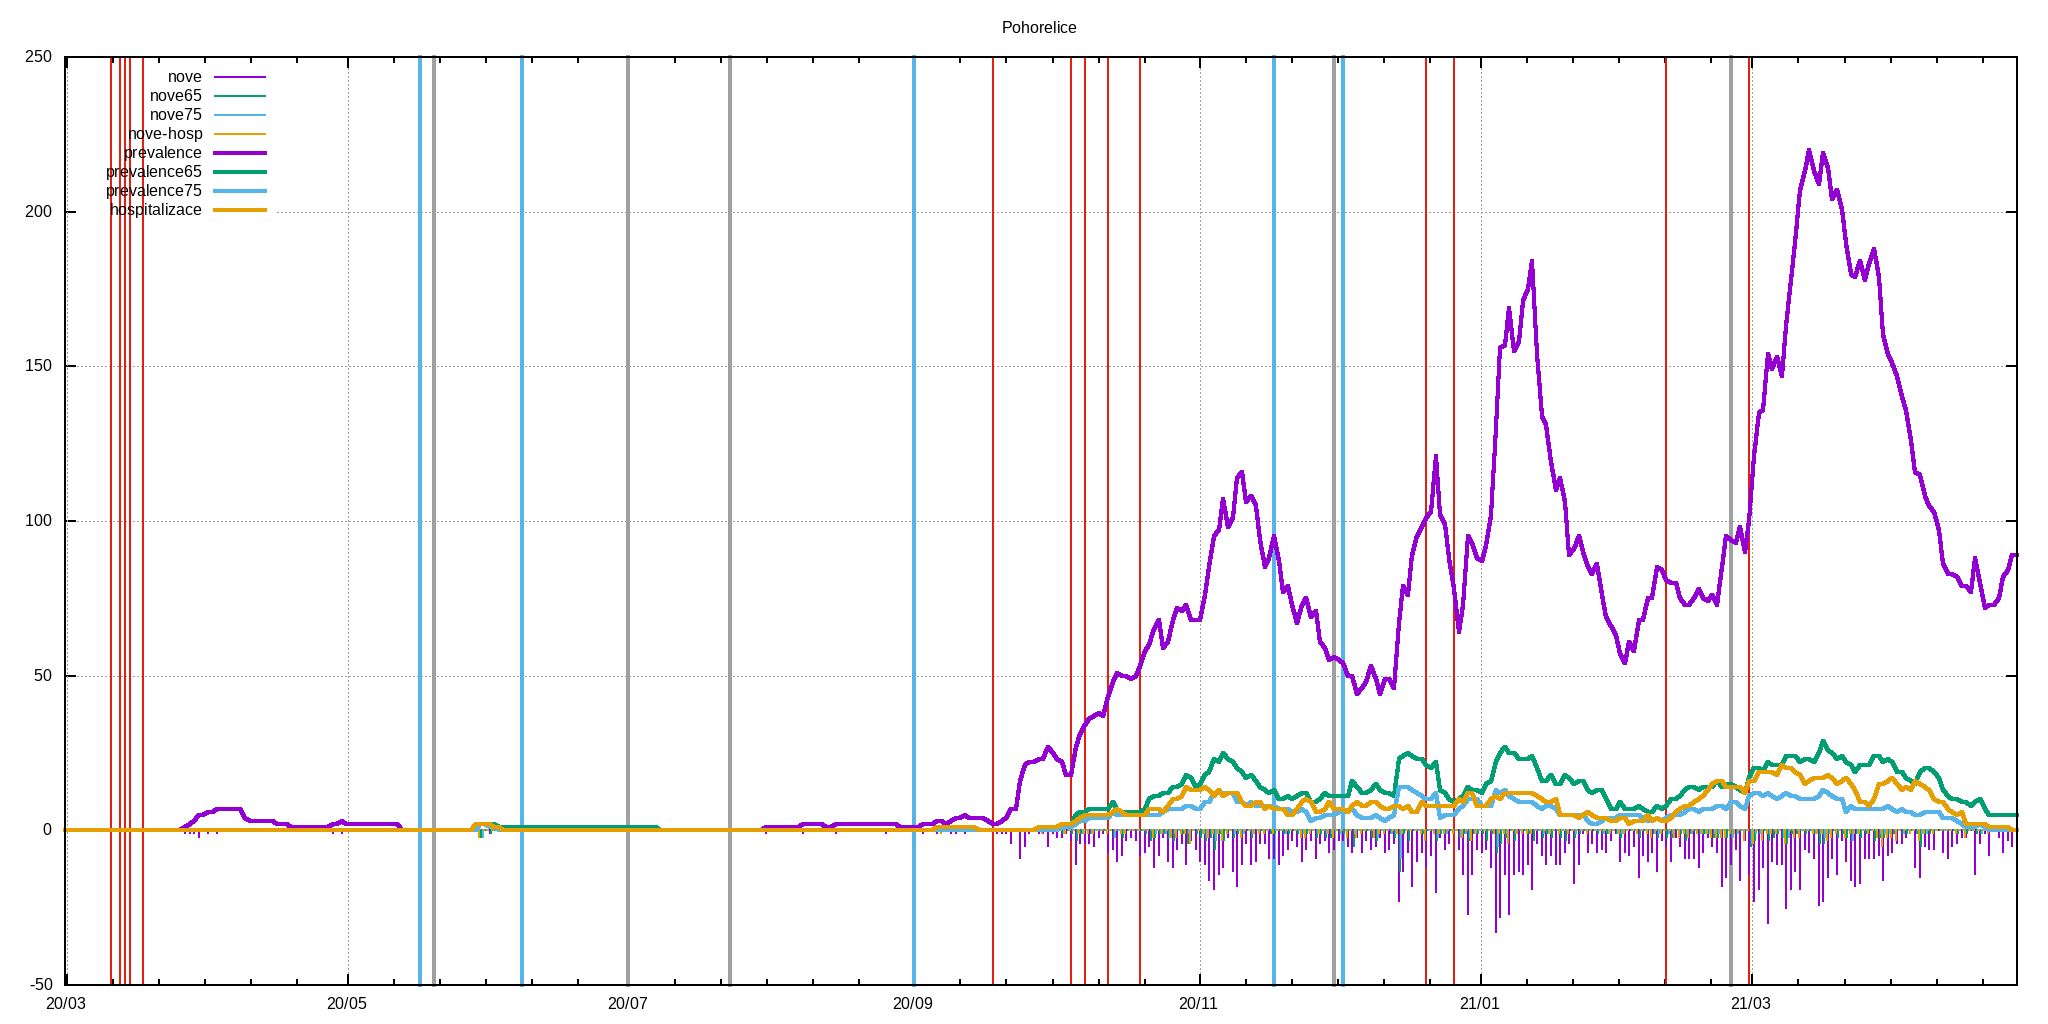 Pohorelice
250
nove
nove65
nove75
nove-hosp
prevalence
prevalence65
prevalence75
hospitalizace
200
150
100
50
0
-50
20/03 20/05 20/07 20/09 20/11 21/01 21/03